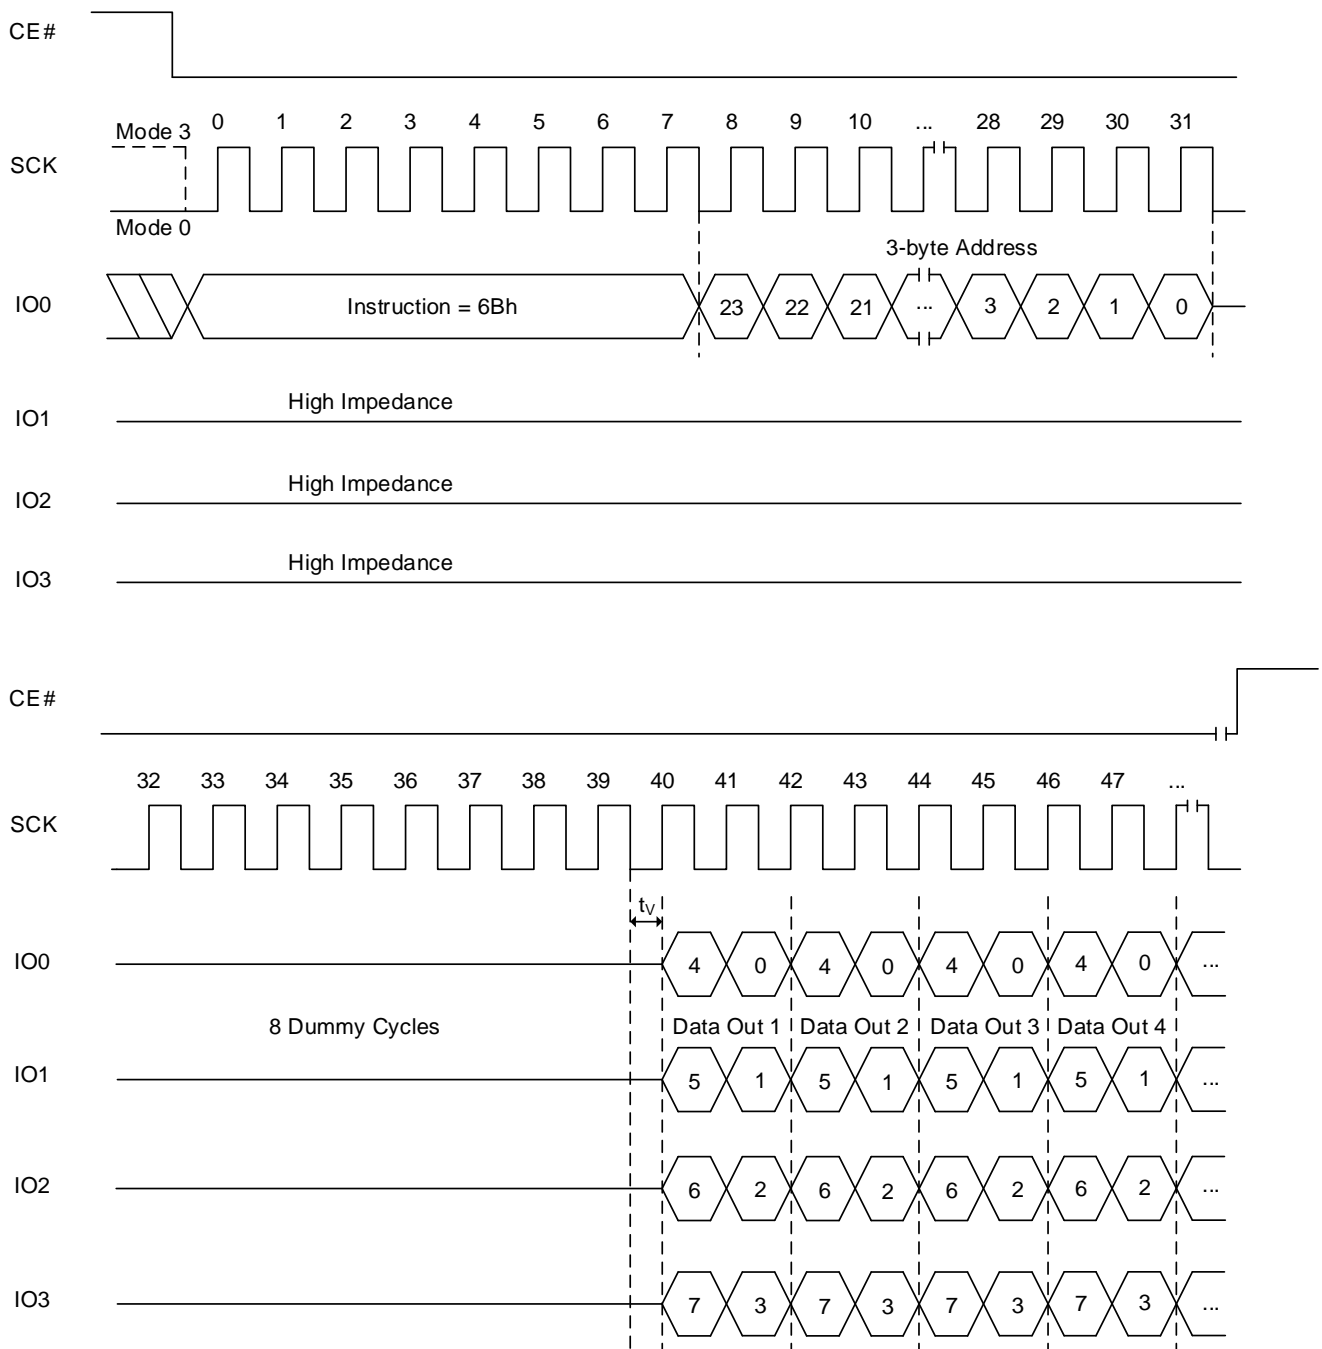 CE#
Mode 3 0 1 2 3 4 5 6 7 8 9 10 ... 28 29 30 31
SCK
Mode 0
3-byte Address
IO0 Instruction = 6Bh 23 22 21 ... 3 2 1 0
High Impedance
IO1
High Impedance
IO2
High Impedance
IO3
CE#
32 33 34 35 36 37 38 39 40 41 42 43 44 45 46 47 ...
SCK
tV
IO0 4 0 4 0 4 0 4 0 ...
8 Dummy Cycles Data Out 1 Data Out 2 Data Out 3 Data Out 4
IO1 5 1 5 1 5 1 5 1 ...
IO2 6 2 6 2 6 2 6 2 ...
IO3 7 3 7 3 7 3 7 3 ...